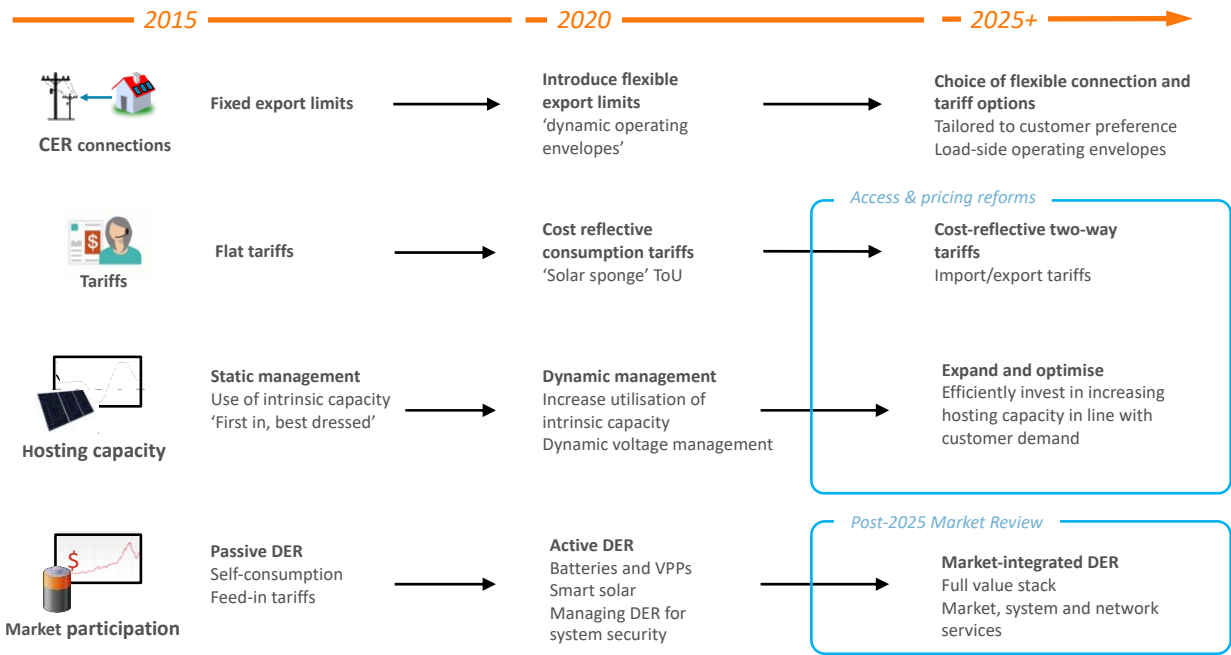 2015
2020
2025+
CER connections
Fixed export limits
Introduce flexible
export limits
‘dynamic operating
envelopes’
Choice of flexible connection and
tariff options
Tailored to customer preference
Load-side operating envelopes
Access & pricing reforms
$
Tariffs
Flat tariffs
Cost reflective
consumption tariffs
‘Solar sponge’ ToU
Cost-reflective two-way
tariffs
Import/export tariffs
Hosting capacity
Static management
Use of intrinsic capacity
‘First in, best dressed’
Dynamic management
Increase utilisation of
intrinsic capacity
Dynamic voltage management
Expand and optimise
Efficiently invest in increasing
hosting capacity in line with
customer demand
Post-2025 Market Review
$
Market participation
Passive DER
Self-consumption
Feed-in tariffs
Active DER
Batteries and VPPs
Smart solar
Managing DER for
system security
Market-integrated DER
Full value stack
Market, system and network
services